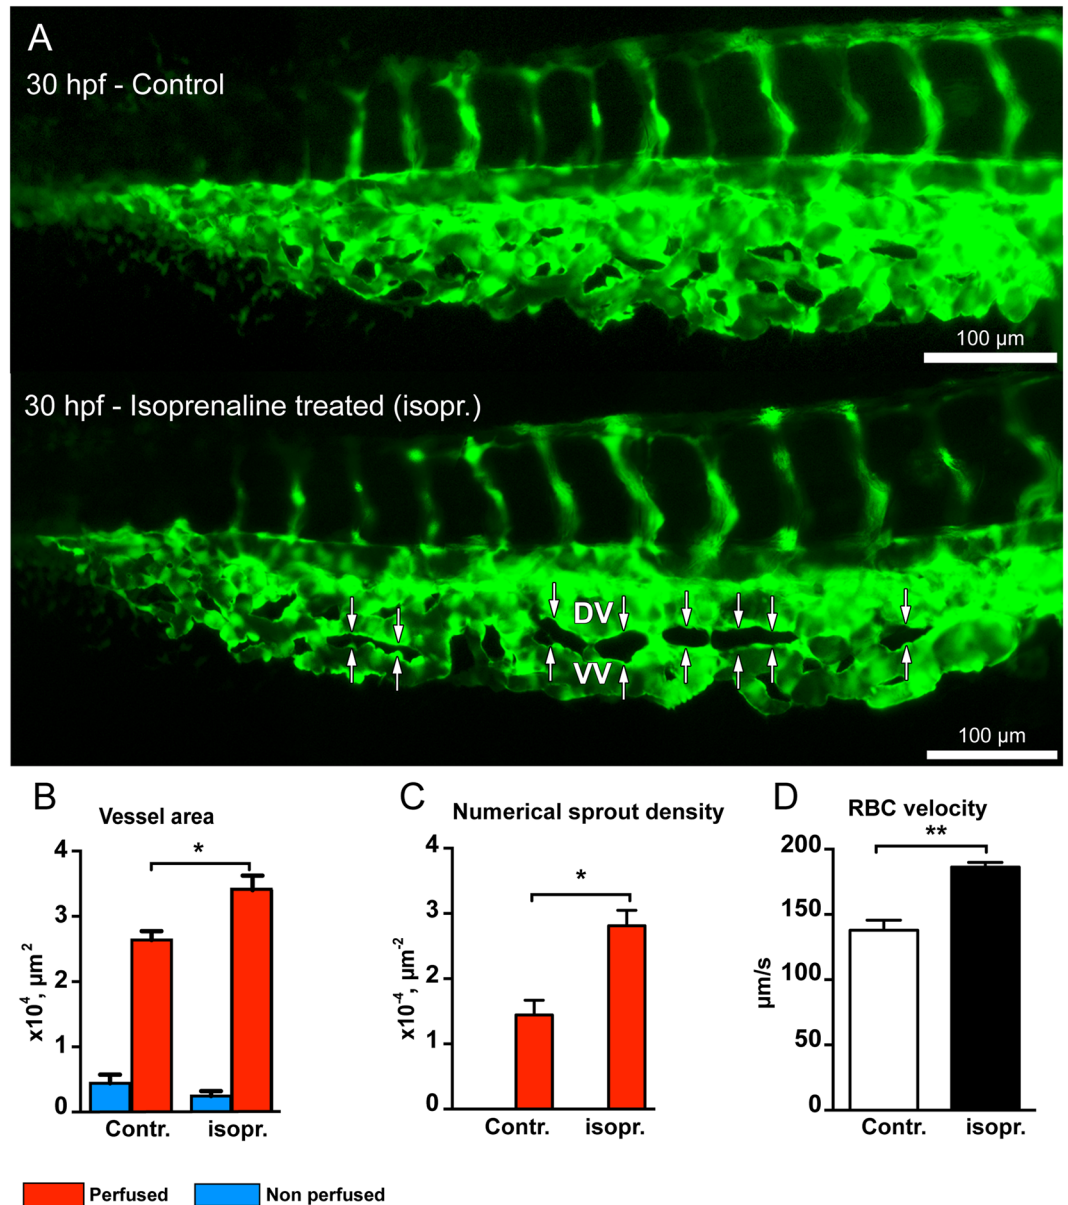 A
30 hpf - Control
100 µm
30 hpf - Isoprenaline treated (isopr.)
DV
VV
100 µm
B
Vessel area
*
4
3
2
1
0
x10⁴, µm²
Contr.
isopr.
C
Numerical sprout density
*
4
3
2
1
0
x10⁻⁴, µm⁻²
Contr.
isopr.
D
RBC velocity
**
200
150
100
50
0
µm/s
Contr.
isopr.
Perfused
Non perfused